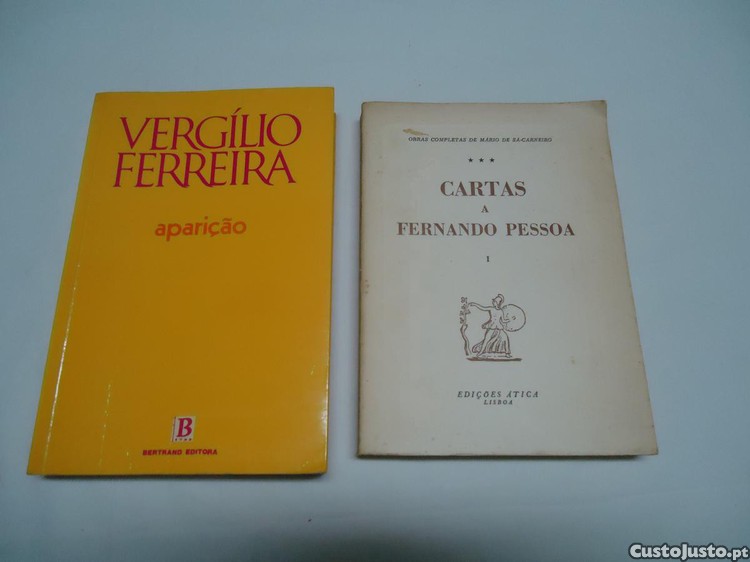 VERGÍLIO
FERREIRA
aparição
B
BERTRAND EDITORA
OBRAS COMPLETAS DE MÁRIO DE SÁ-CARNEIRO
★ ★ ★
CARTAS
A
FERNANDO PESSOA
I
EDIÇÕES ÁTICA
LISBOA
CustoJusto.pt